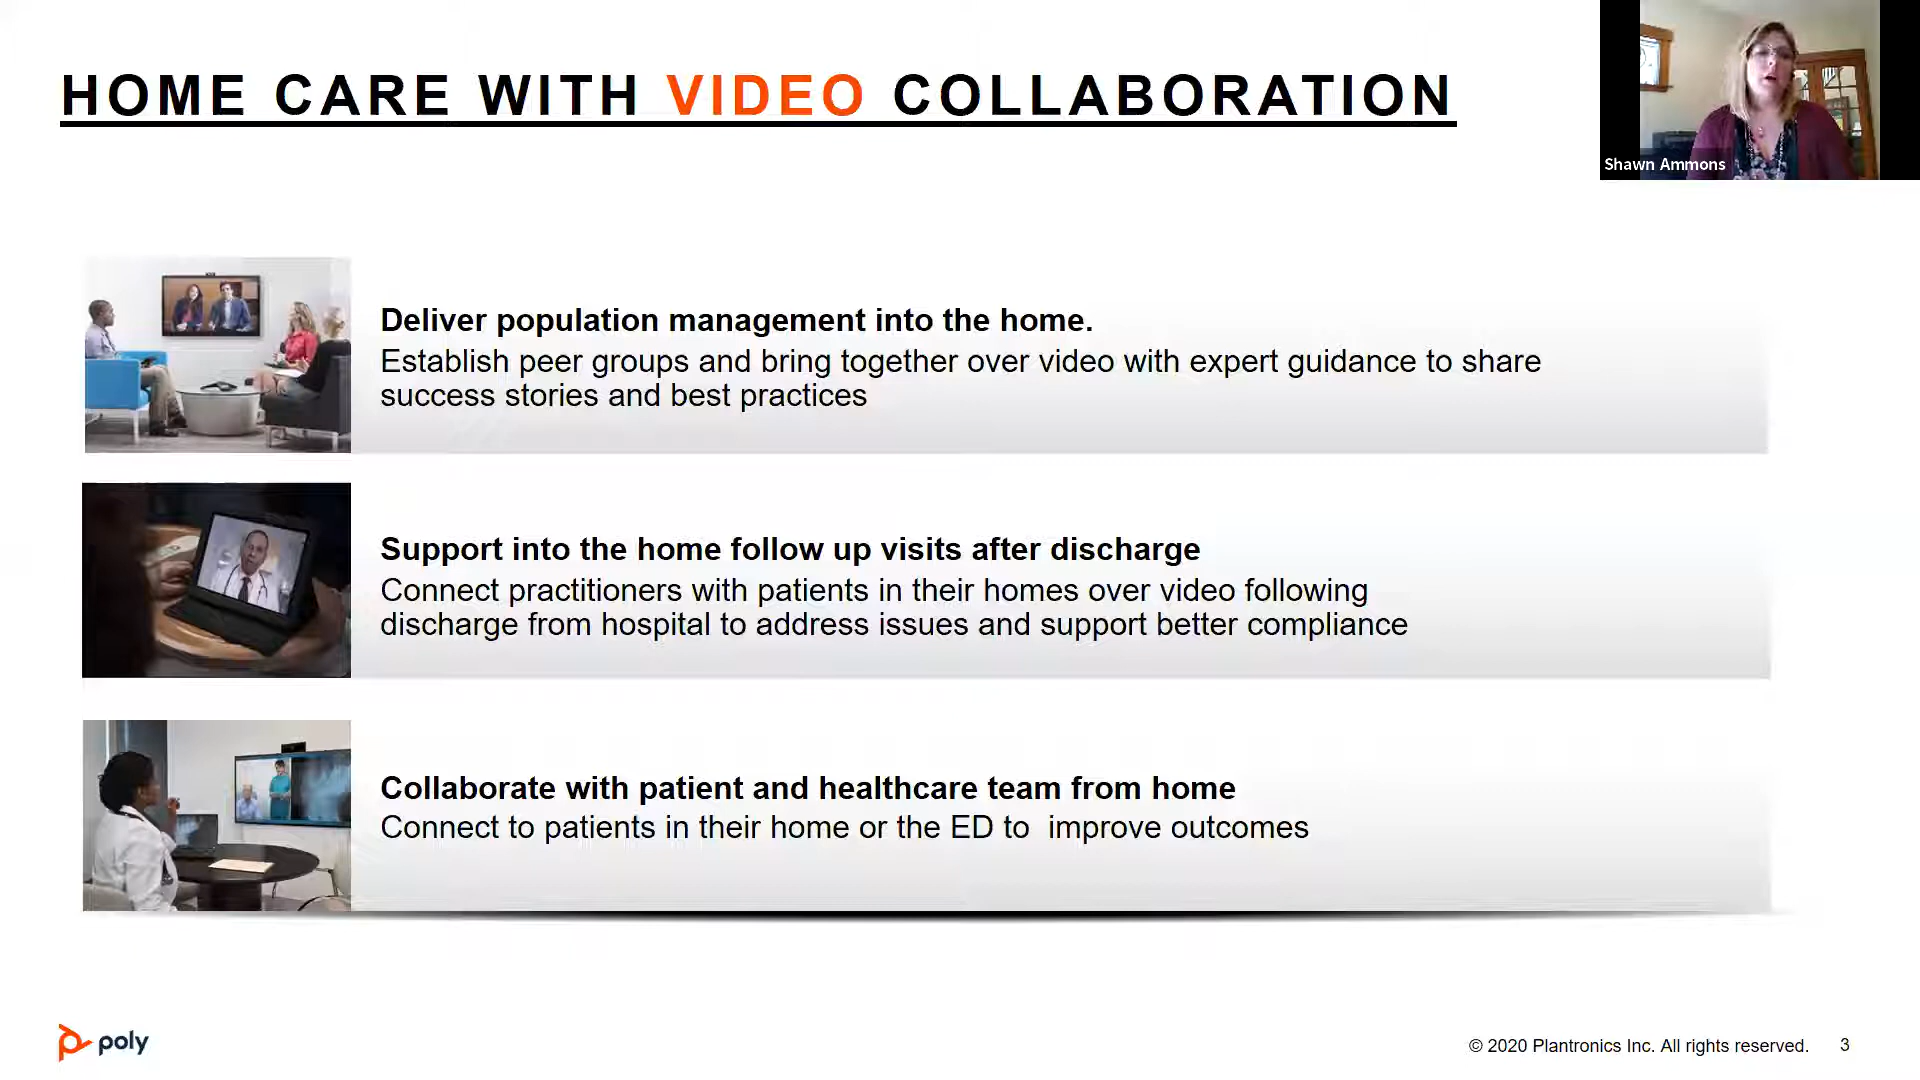 HOME CARE WITH VIDEO COLLABORATION
Shawn Ammons
Deliver population management into the home.
Establish peer groups and bring together over video with expert guidance to share
success stories and best practices
Support into the home follow up visits after discharge
Connect practitioners with patients in their homes over video following
discharge from hospital to address issues and support better compliance
Collaborate with patient and healthcare team from home
Connect to patients in their home or the ED to  improve outcomes
poly
© 2020 Plantronics Inc. All rights reserved. 3